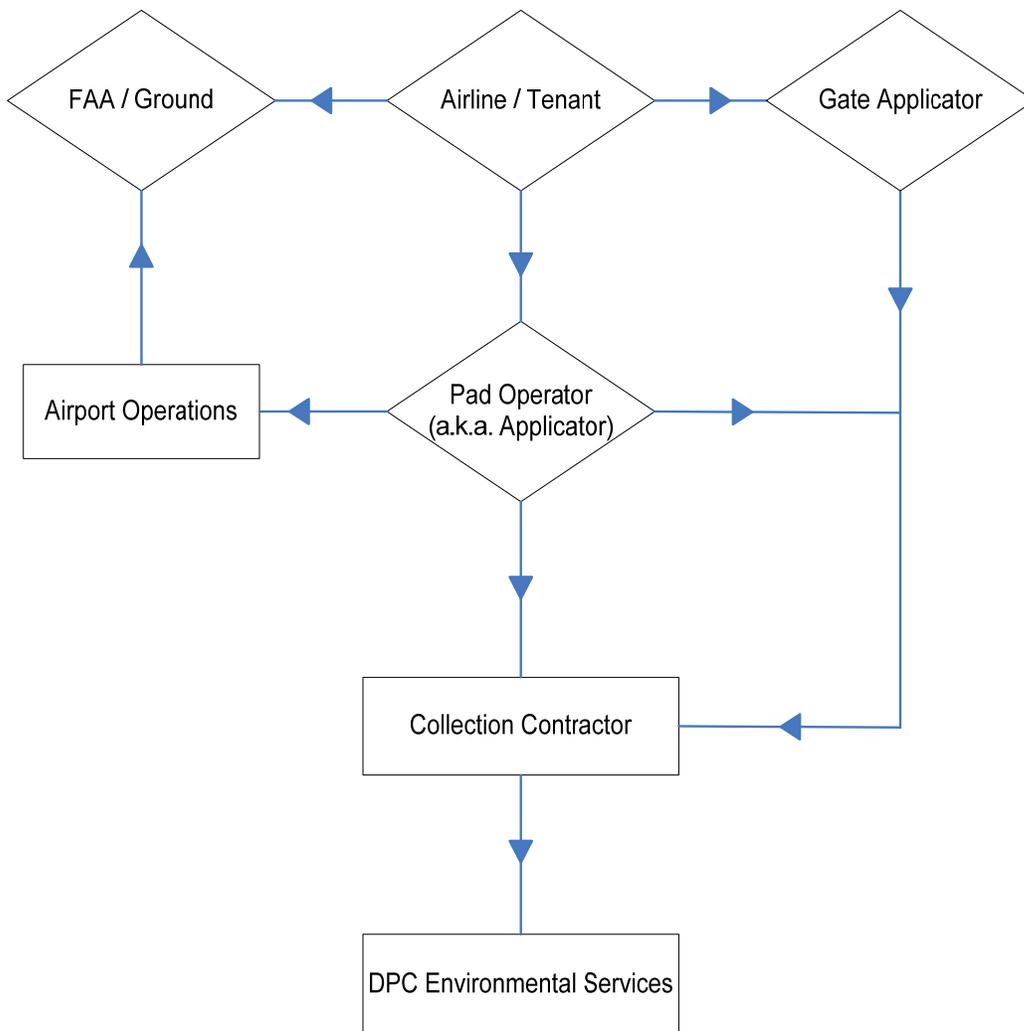 FAA / Ground
Airline / Tenant
Gate Applicator
Airport Operations
Pad Operator
(a.k.a. Applicator)
Collection Contractor
DPC Environmental Services